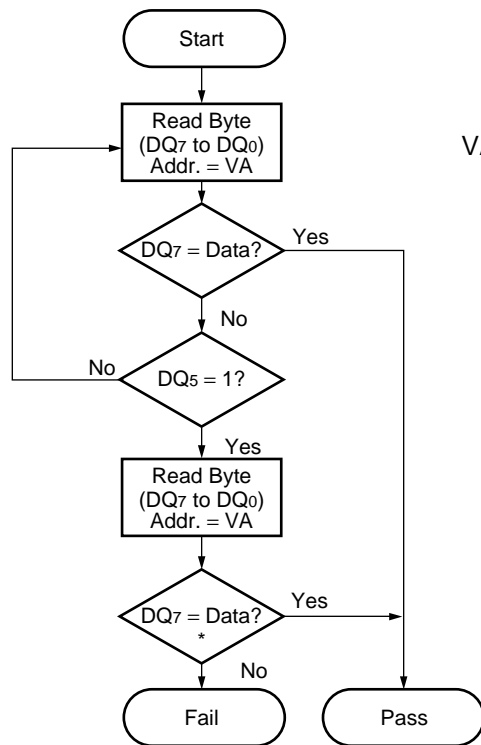 Start
Read Byte
(DQ7 to DQ0)
Addr. = VA
VA
DQ7 = Data?
Yes
No
No
DQ5 = 1?
Yes
Read Byte
(DQ7 to DQ0)
Addr. = VA
DQ7 = Data?
*
Yes
No
Fail
Pass